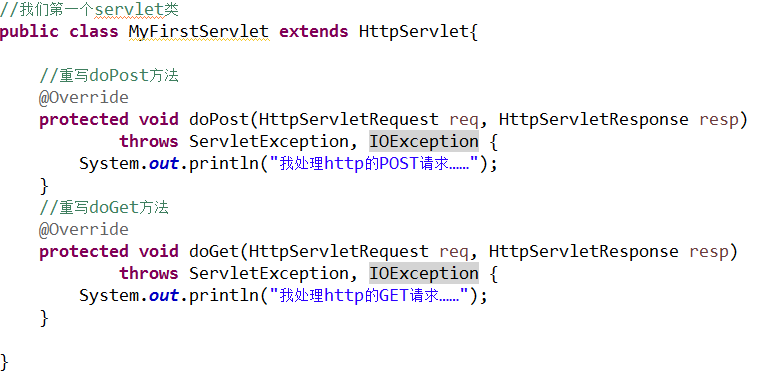 //我们第一个servlet类
public class MyFirstServlet extends HttpServlet{
//重写doPost方法
@Override
protected void doPost(HttpServletRequest req, HttpServletResponse resp)
throws ServletException, IOException {
System.out.println("我处理http的POST请求……");
}
//重写doGet方法
@Override
protected void doGet(HttpServletRequest req, HttpServletResponse resp)
throws ServletException, IOException {
System.out.println("我处理http的GET请求……");
}
}